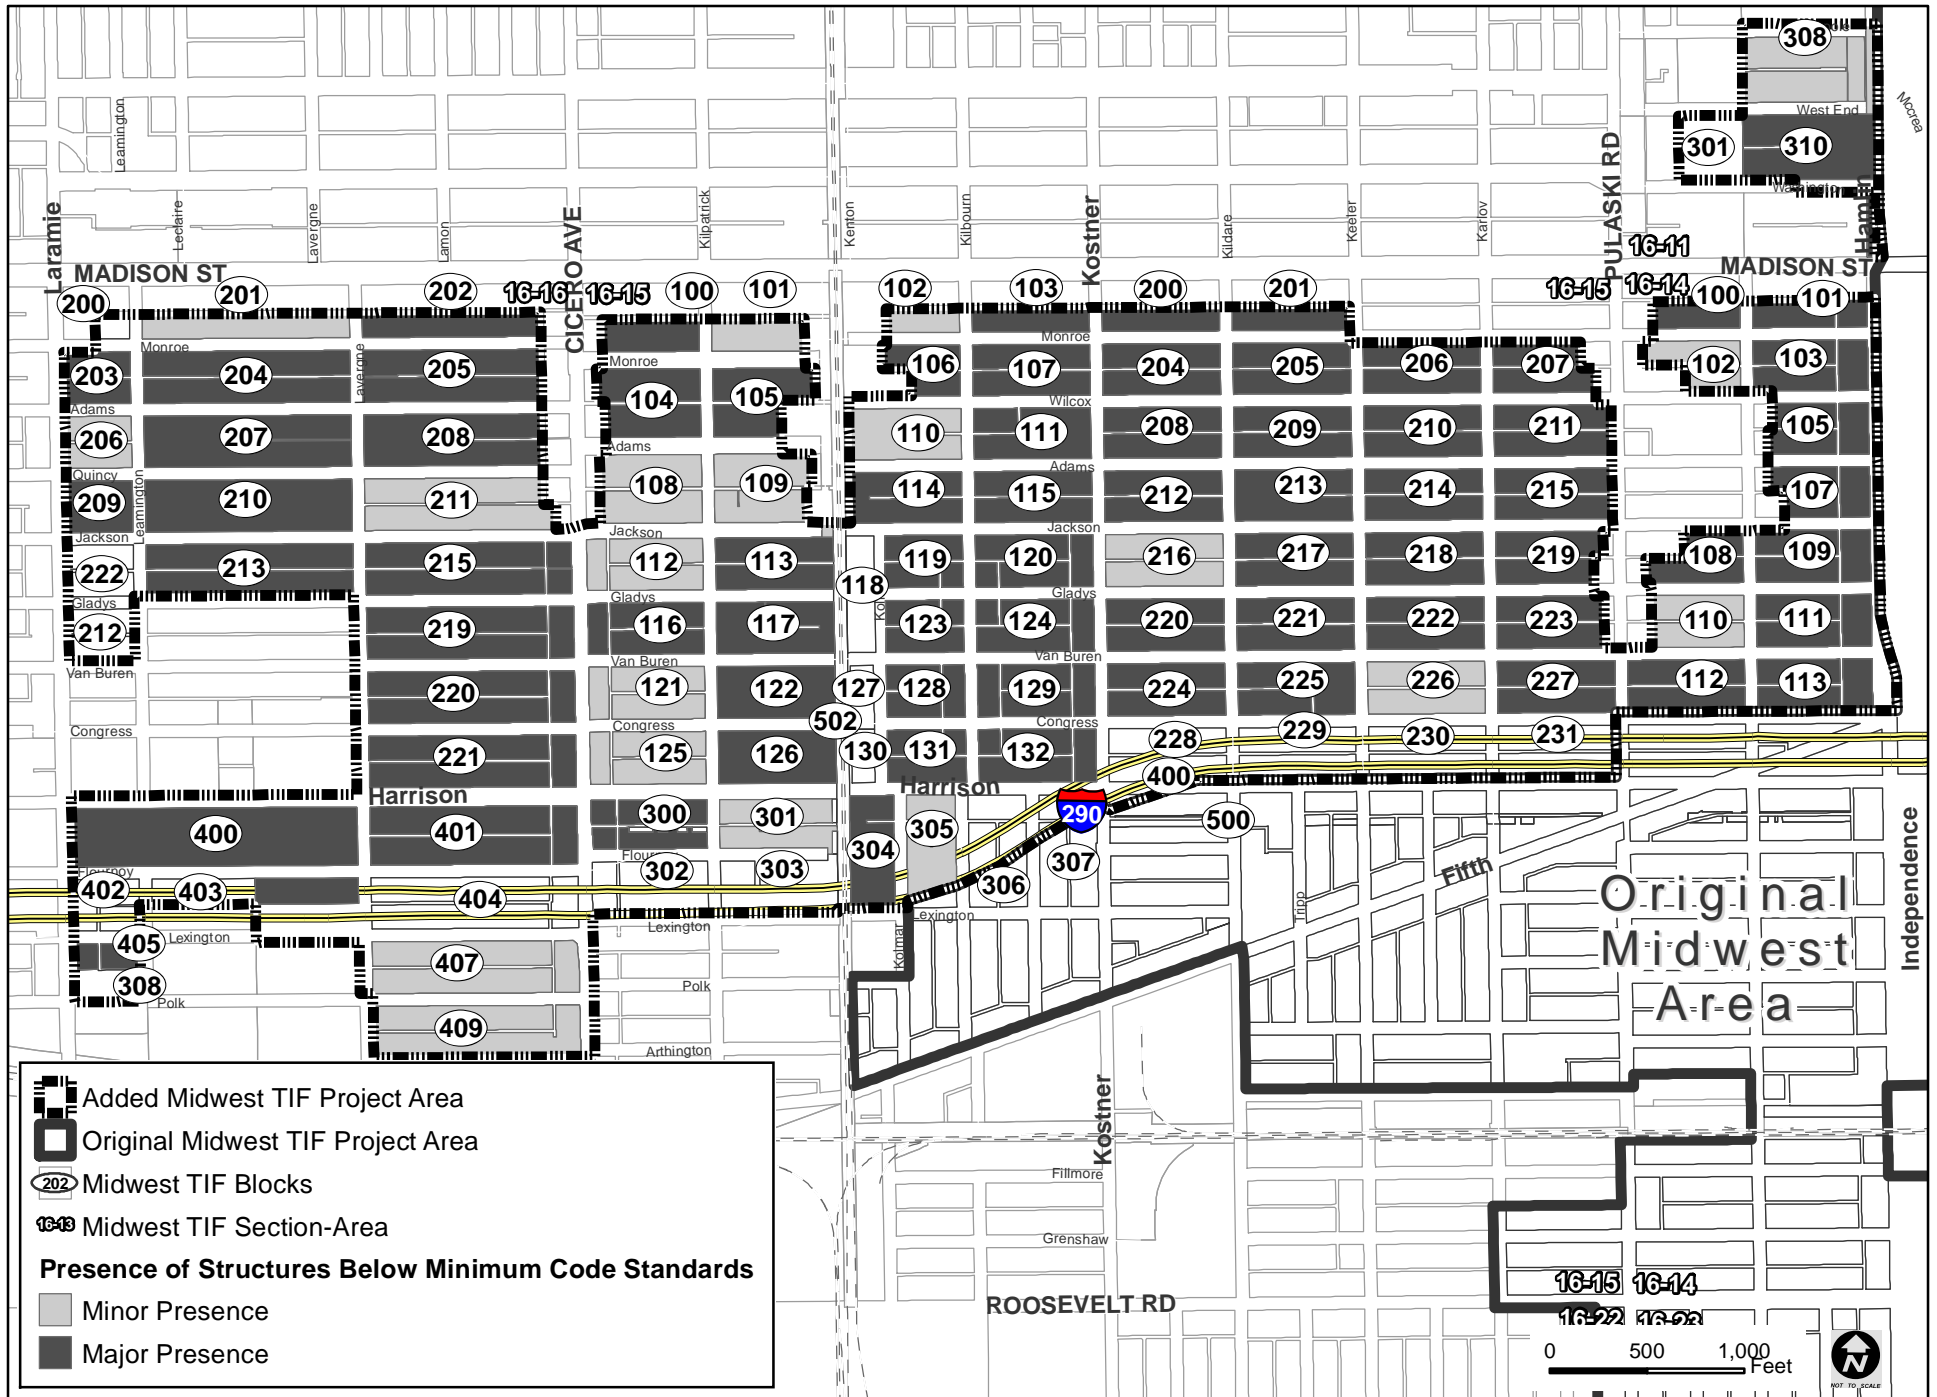 308
West End
Mccrea
301
310
Leamington
PULASKI RD
Hamlin
Laramie
Leclaire
Lavergne
Lamon
CICERO AVE
Kilpatrick
Kenton
Kilbourn
Kostner
Kildare
Keeler
Karlov
16-11
MADISON ST
MADISON ST
200
201
202
16-16
16-15
100
101
102
103
200
201
16-15
16-14
100
101
Monroe
Monroe
Monroe
203
204
Lavergne
205
104
105
106
107
204
205
206
207
102
103
Adams
Wilcox
206
207
208
Adams
110
111
208
209
210
211
105
Quincy
Adams
209
Leamington
210
211
108
109
114
115
212
213
214
215
107
Jackson
Jackson
Jackson
222
213
215
112
113
118
119
120
216
217
218
219
108
109
Gladys
Gladys
Gladys
212
219
116
117
123
124
220
221
222
223
110
111
Van Buren
Van Buren
Van Buren
220
121
122
127
128
129
224
225
226
227
112
113
Congress
Congress
502
Congress
221
125
126
130
131
132
228
229
230
231
Harrison
Harrison
400
290
400
401
300
301
304
305
500
Independence
302
303
306
307
Fifth
402
403
404
Tripp
Original
Midwest
Area
405
Lexington
Lexington
Lexington
Kolmar
407
308
Polk
Polk
409
Arthington
Kostner
Fillmore
Grenshaw
ROOSEVELT RD
16-15
16-14
16-22
16-23
Added Midwest TIF Project Area
Original Midwest TIF Project Area
202 Midwest TIF Blocks
16-13 Midwest TIF Section-Area
Presence of Structures Below Minimum Code Standards
Minor Presence
Major Presence
0 500 1,000
Feet
N
NOT TO SCALE